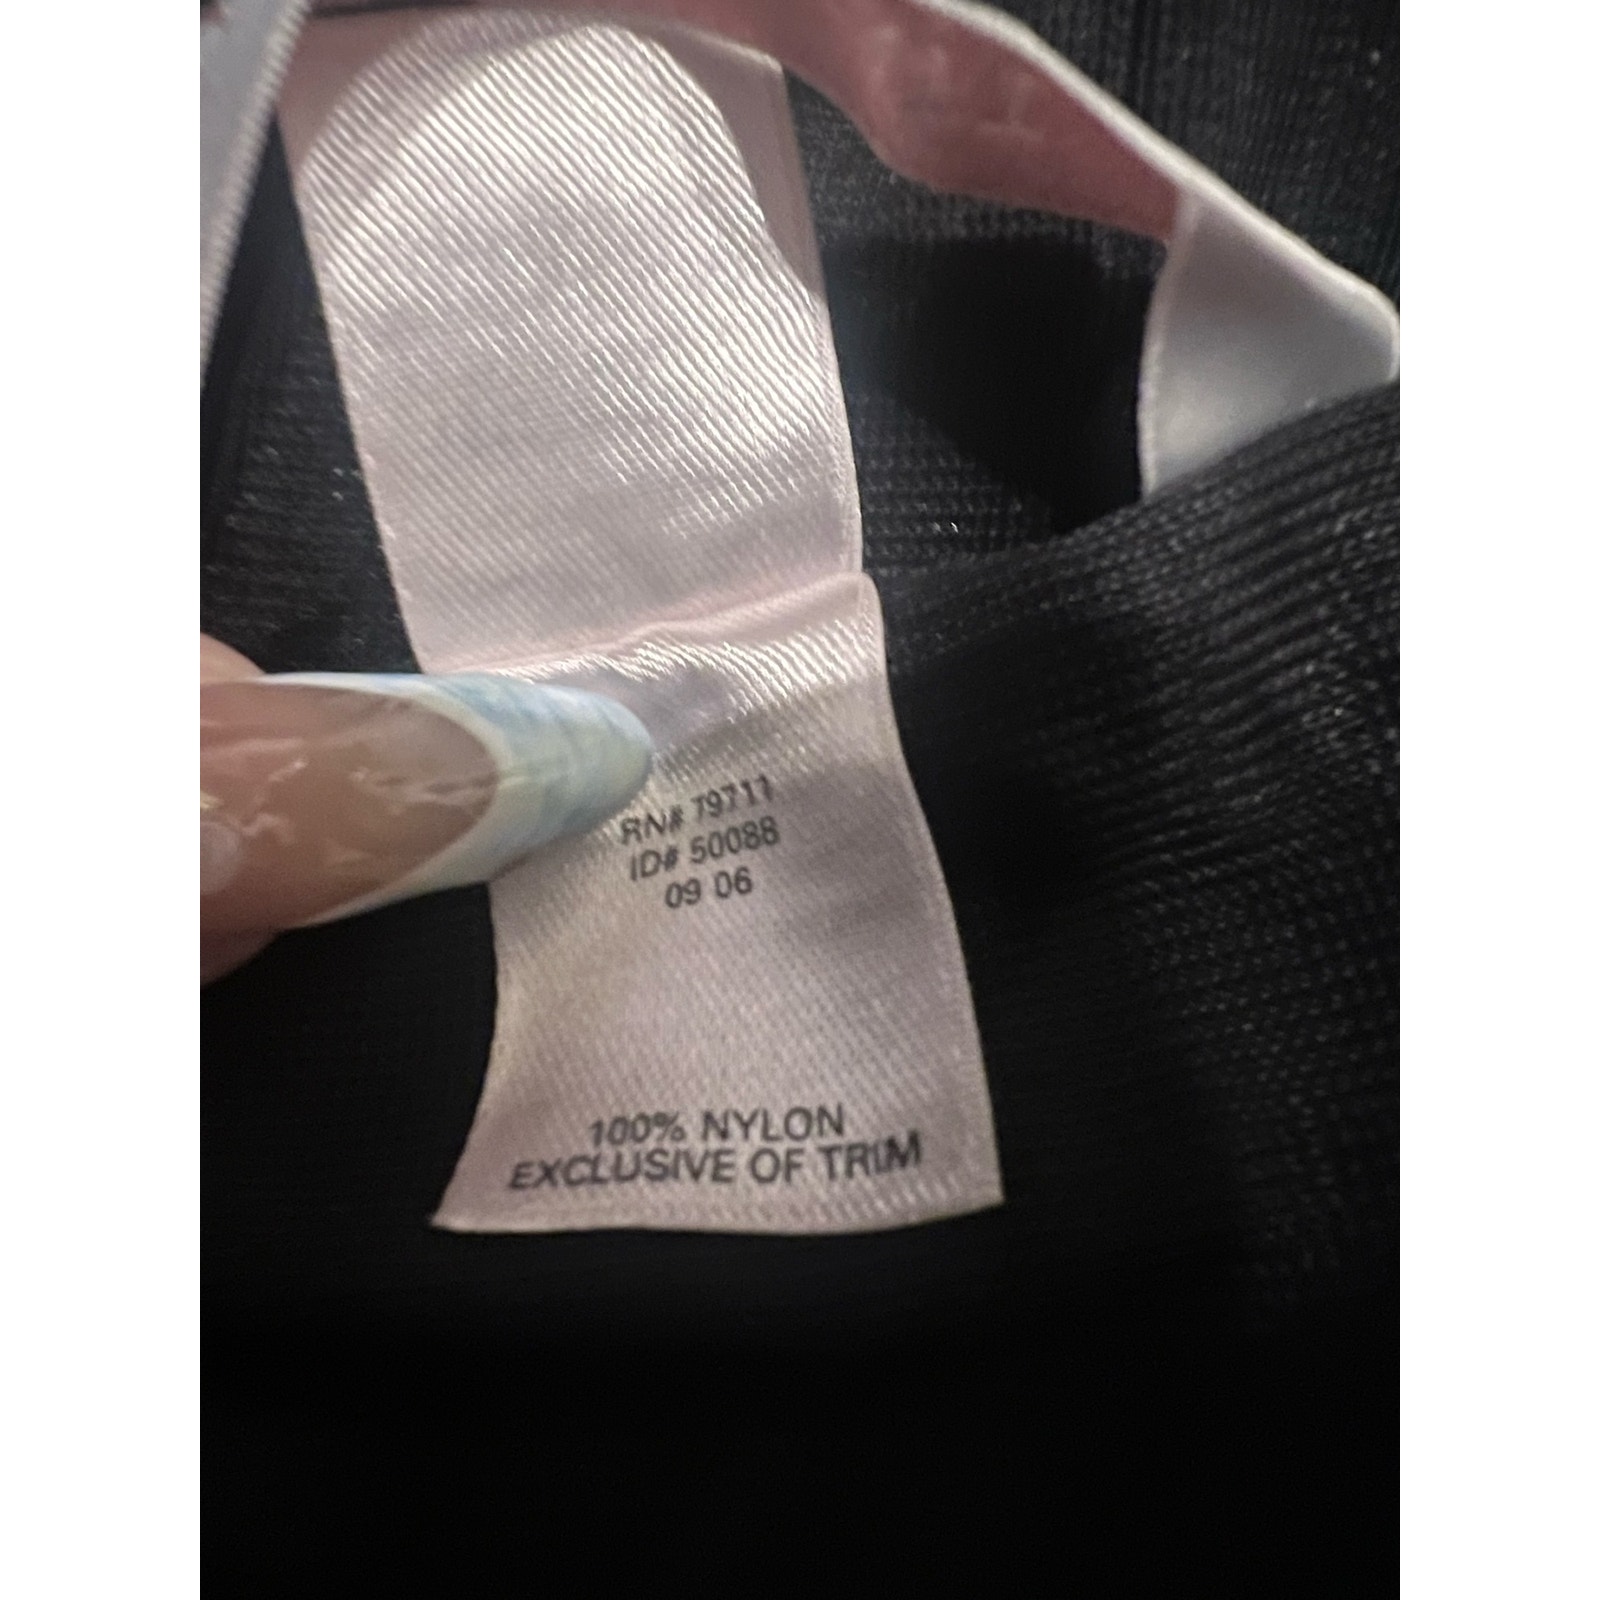 RN# 79711
ID# 50088
09 06
100% NYLON
EXCLUSIVE OF TRIM